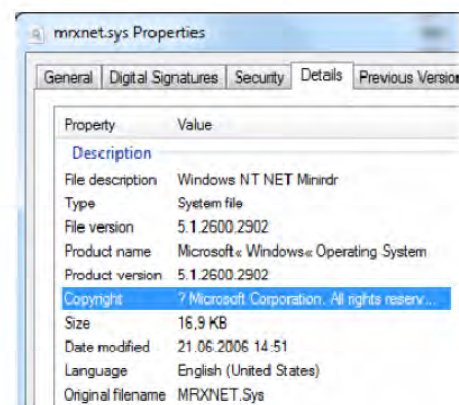 mrxnet.sys Properties
General Digital Signatures Security Details Previous Version
Property Value
Description
File description Windows NT NET Minirdr
Type System file
File version 5.1.2600.2902
Product name Microsoft« Windows« Operating System
Product version 5.1.2600.2902
Copyright ? Microsoft Corporation. All rights reserv...
Size 16,9 KB
Date modified 21.06.2006 14:51
Language English (United States)
Original filename MRXNET.Sys